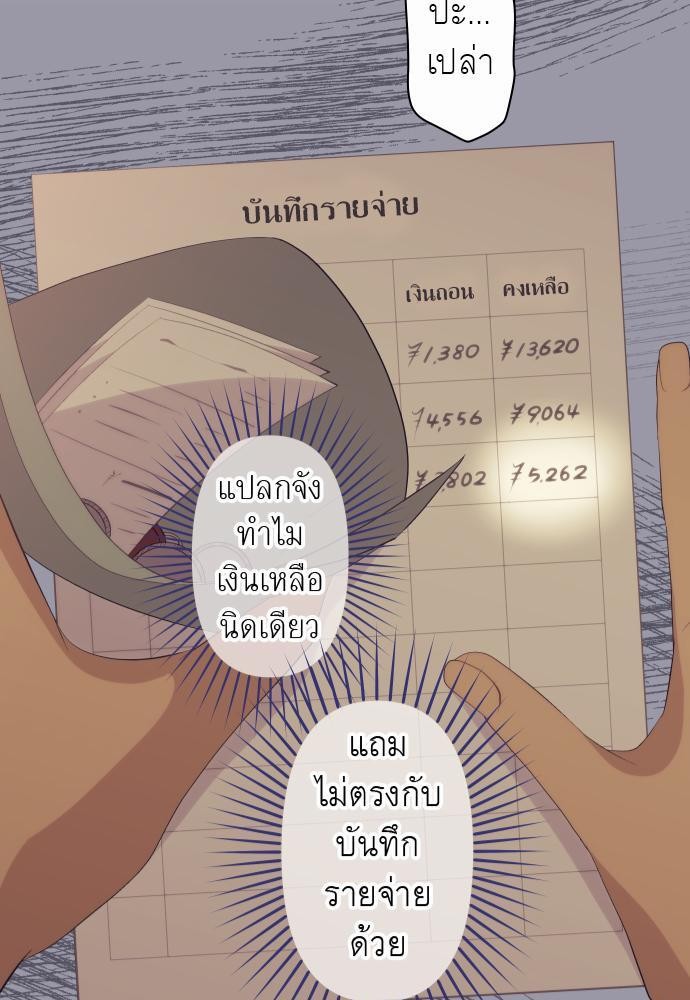 ปะ...
เปล่า
บันทึกรายจ่าย
เงินถอน คงเหลือ
¥1,380 ¥13,620
¥4,556 ¥9,064
¥3,802 ¥5.262
แปลกจัง
ทำไม
เงินเหลือ
นิดเดียว
แถม
ไม่ตรงกับ
บันทึก
รายจ่าย
ด้วย